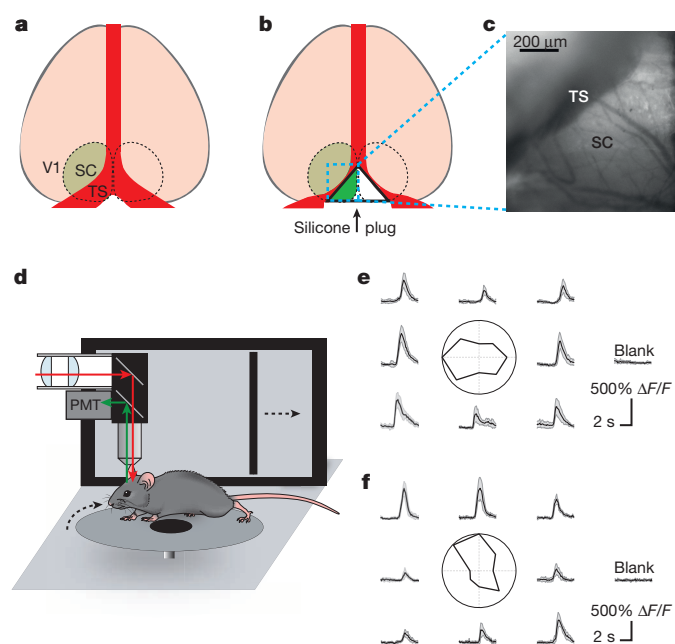 a
V1
SC
TS
b
Silicone plug
c
200 μm
TS
SC
d
PMT
e
Blank
500% ΔF/F
2 s
f
Blank
500% ΔF/F
2 s